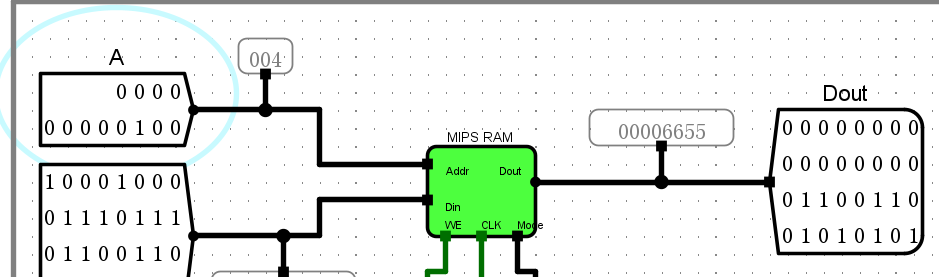 A
004
0 0 0 0
0 0 0 0 0 1 0 0
1 0 0 0 1 0 0 0
0 1 1 1 0 1 1 1
0 1 1 0 0 1 1 0
MIPS RAM
Addr
Dout
Din
WE
CLK
Mode
00006655
Dout
0 0 0 0 0 0 0 0
0 0 0 0 0 0 0 0
0 1 1 0 0 1 1 0
0 1 0 1 0 1 0 1